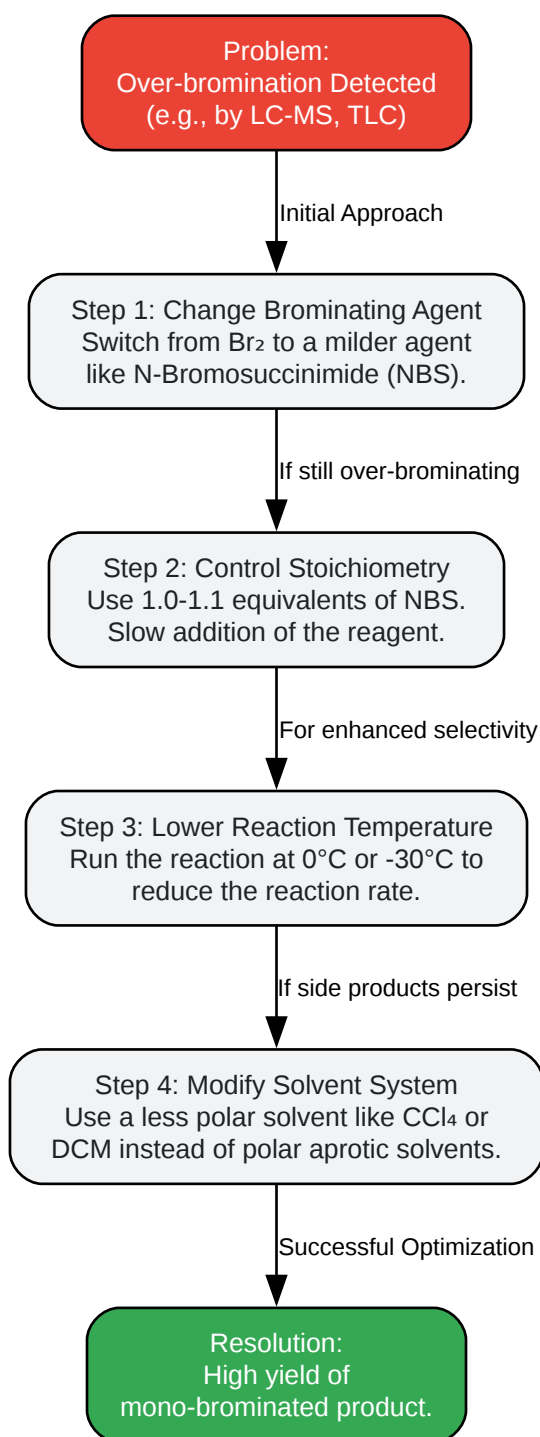 Problem:
Over-bromination Detected
(e.g., by LC-MS, TLC)
Initial Approach
Step 1: Change Brominating Agent
Switch from Br₂ to a milder agent
like N-Bromosuccinimide (NBS).
If still over-brominating
Step 2: Control Stoichiometry
Use 1.0-1.1 equivalents of NBS.
Slow addition of the reagent.
For enhanced selectivity
Step 3: Lower Reaction Temperature
Run the reaction at 0°C or -30°C to
reduce the reaction rate.
If side products persist
Step 4: Modify Solvent System
Use a less polar solvent like CCl₄ or
DCM instead of polar aprotic solvents.
Successful Optimization
Resolution:
High yield of
mono-brominated product.